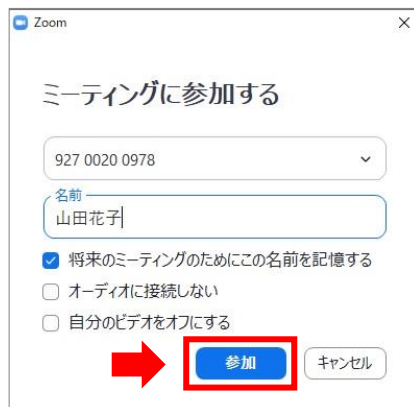 Zoom
ミーティングに参加する
927 0020 0978
名前
山田花子
将来のミーティングのためにこの名前を記憶する
オーディオに接続しない
自分のビデオをオフにする
参加 キャンセル